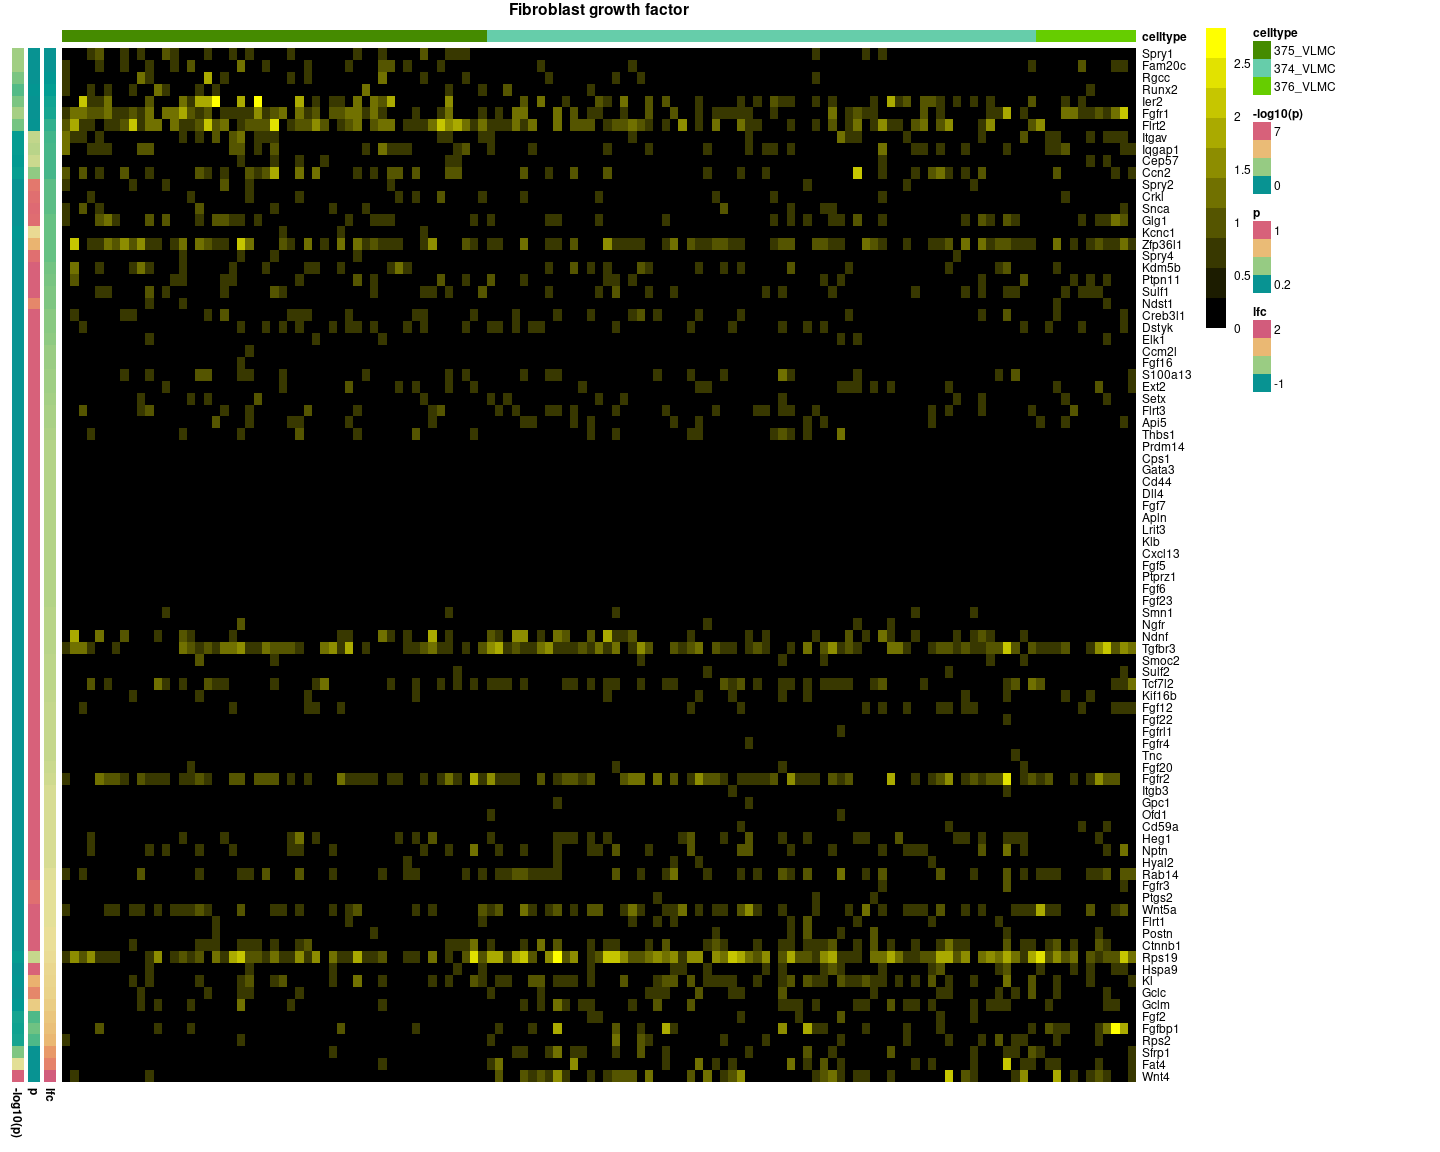 Fibroblast growth factor
celltype
Spry1
Fam20c
Rgcc
Runx2
Ier2
Fgfr1
Flrt2
Itgav
Iqgap1
Cep57
Ccn2
Spry2
Crkl
Snca
Glg1
Kcnc1
Zfp36l1
Spry4
Kdm5b
Ptpn11
Sulf1
Ndst1
Creb3l1
Dstyk
Elk1
Ccm2l
Fgf16
S100a13
Ext2
Setx
Flrt3
Api5
Thbs1
Prdm14
Cps1
Gata3
Cd44
Dll4
Fgf7
Apln
Lrit3
Klb
Cxcl13
Fgf5
Ptprz1
Fgf6
Fgf23
Smn1
Ngfr
Ndnf
Tgfbr3
Smoc2
Sulf2
Tcf7l2
Kif16b
Fgf12
Fgf22
Fgfrl1
Fgfr4
Tnc
Fgf20
Fgfr2
Itgb3
Gpc1
Ofd1
Cd59a
Heg1
Nptn
Hyal2
Rab14
Fgfr3
Ptgs2
Wnt5a
Flrt1
Postn
Ctnnb1
Rps19
Hspa9
Kl
Gclc
Gclm
Fgf2
Fgfbp1
Rps2
Sfrp1
Fat4
Wnt4
2.5
2
1.5
1
0.5
0
celltype
375_VLMC
374_VLMC
376_VLMC
-log10(p)
7
0
p
1
0.2
lfc
2
-1
-log10(p)
p
lfc